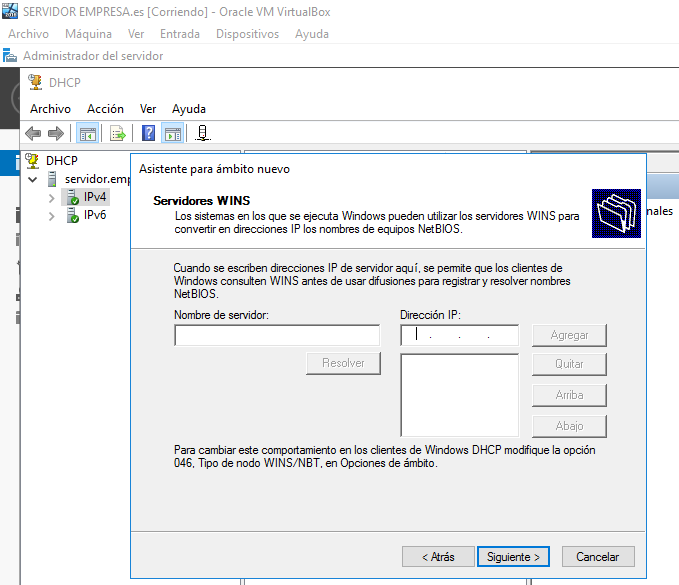 SERVIDOR EMPRESA.es [Corriendo] - Oracle VM VirtualBox
Archivo Máquina Ver Entrada Dispositivos Ayuda
Administrador del servidor
DHCP
Archivo Acción Ver Ayuda
DHCP
servidor.emp
IPv4
IPv6
nales
Asistente para ámbito nuevo
Servidores WINS
Los sistemas en los que se ejecuta Windows pueden utilizar los servidores WINS para
convertir en direcciones IP los nombres de equipos NetBIOS.
Cuando se escriben direcciones IP de servidor aquí, se permite que los clientes de
Windows consulten WINS antes de usar difusiones para registrar y resolver nombres
NetBIOS.
Nombre de servidor: Dirección IP:
. . . Agregar
Resolver Quitar
Arriba
Abajo
Para cambiar este comportamiento en los clientes de Windows DHCP modifique la opción
046, Tipo de nodo WINS/NBT, en Opciones de ámbito.
< Atrás Siguiente > Cancelar